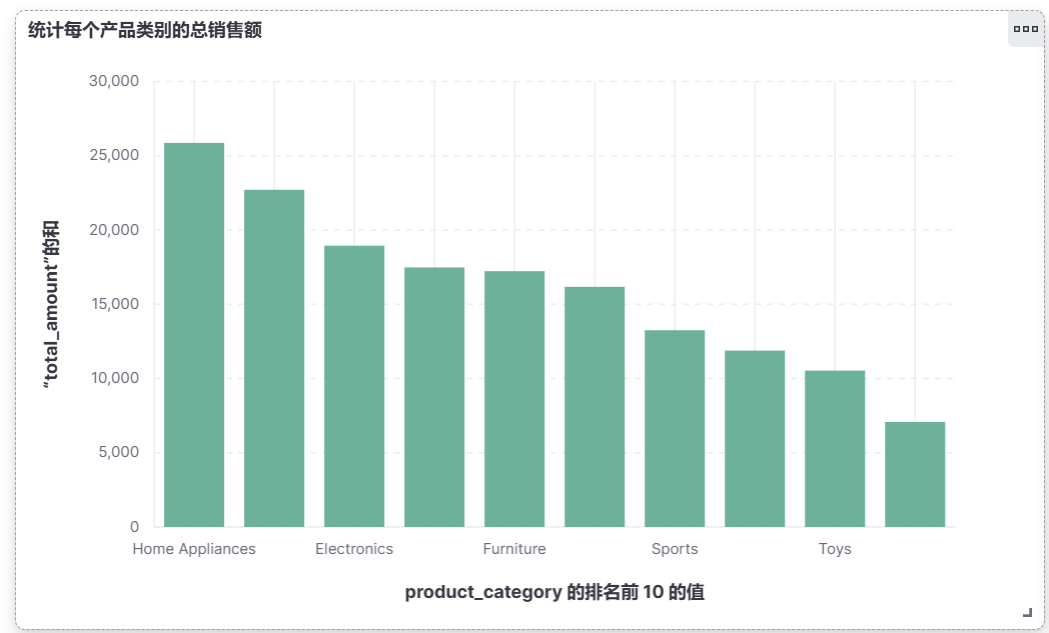 统计每个产品类别的总销售额
30,000
25,000
20,000
15,000
10,000
5,000
0
“total_amount”的和
Home Appliances
Electronics
Furniture
Sports
Toys
product_category 的排名前 10 的值